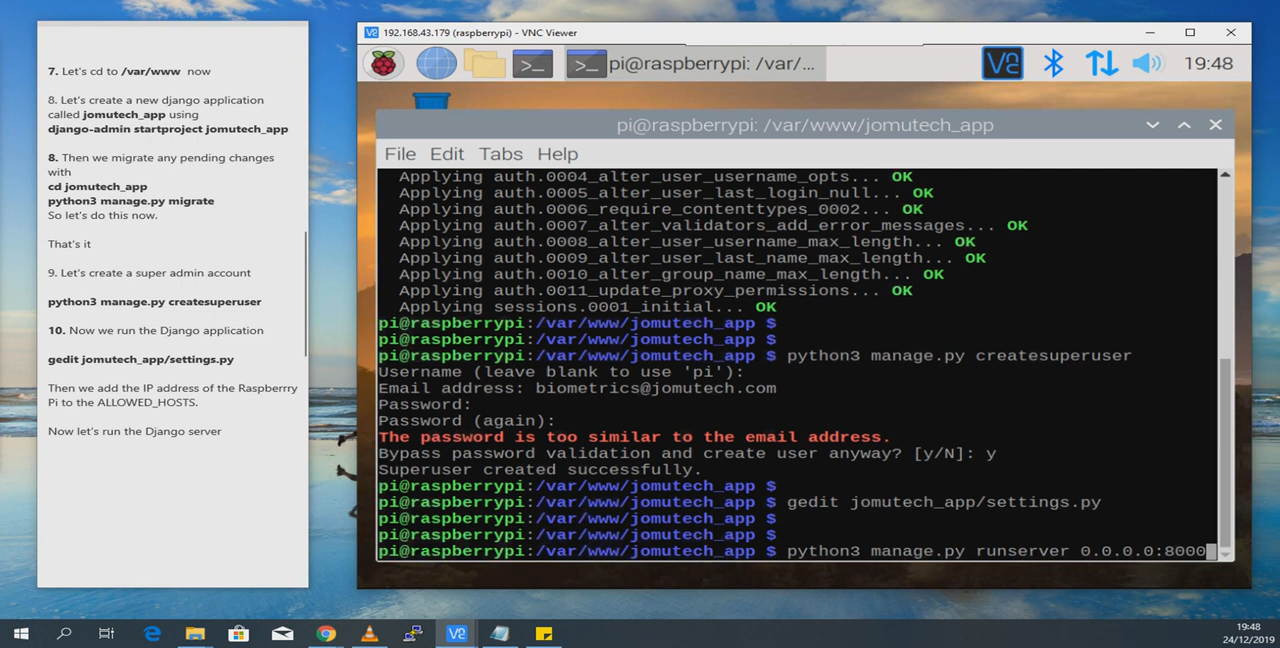 7. Let's cd to /var/www now
8. Let's create a new django application
called jomutech_app using
django-admin startproject jomutech_app
8. Then we migrate any pending changes
with
cd jomutech_app
python3 manage.py migrate
So let's do this now.
That's it
9. Let's create a super admin account
python3 manage.py createsuperuser
10. Now we run the Django application
gedit jomutech_app/settings.py
Then we add the IP address of the Raspberrry
Pi to the ALLOWED_HOSTS.
Now let's run the Django server
192.168.43.179 (raspberrypi) - VNC Viewer
pi@raspberrypi: /var/...
19:48
pi@raspberrypi: /var/www/jomutech_app
File Edit Tabs Help
Applying auth.0004_alter_user_username_opts... OK
Applying auth.0005_alter_user_last_login_null... OK
Applying auth.0006_require_contenttypes_0002... OK
Applying auth.0007_alter_validators_add_error_messages... OK
Applying auth.0008_alter_user_username_max_length... OK
Applying auth.0009_alter_user_last_name_max_length... OK
Applying auth.0010_alter_group_name_max_length... OK
Applying auth.0011_update_proxy_permissions... OK
Applying sessions.0001_initial... OK
pi@raspberrypi:/var/www/jomutech_app $
pi@raspberrypi:/var/www/jomutech_app $
pi@raspberrypi:/var/www/jomutech_app $ python3 manage.py createsuperuser
Username (leave blank to use 'pi'):
Email address: biometrics@jomutech.com
Password:
Password (again):
The password is too similar to the email address.
Bypass password validation and create user anyway? [y/N]: y
Superuser created successfully.
pi@raspberrypi:/var/www/jomutech_app $
pi@raspberrypi:/var/www/jomutech_app $ gedit jomutech_app/settings.py
pi@raspberrypi:/var/www/jomutech_app $
pi@raspberrypi:/var/www/jomutech_app $
pi@raspberrypi:/var/www/jomutech_app $ python3 manage.py runserver 0.0.0.0:8000
19:48
24/12/2019